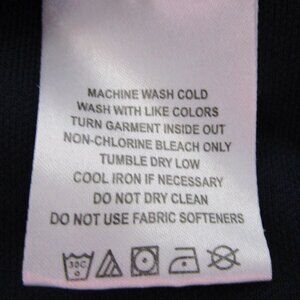 MACHINE WASH COLD
WASH WITH LIKE COLORS
TURN GARMENT INSIDE OUT
NON-CHLORINE BLEACH ONLY
TUMBLE DRY LOW
COOL IRON IF NECESSARY
DO NOT DRY CLEAN
DO NOT USE FABRIC SOFTENERS
30C